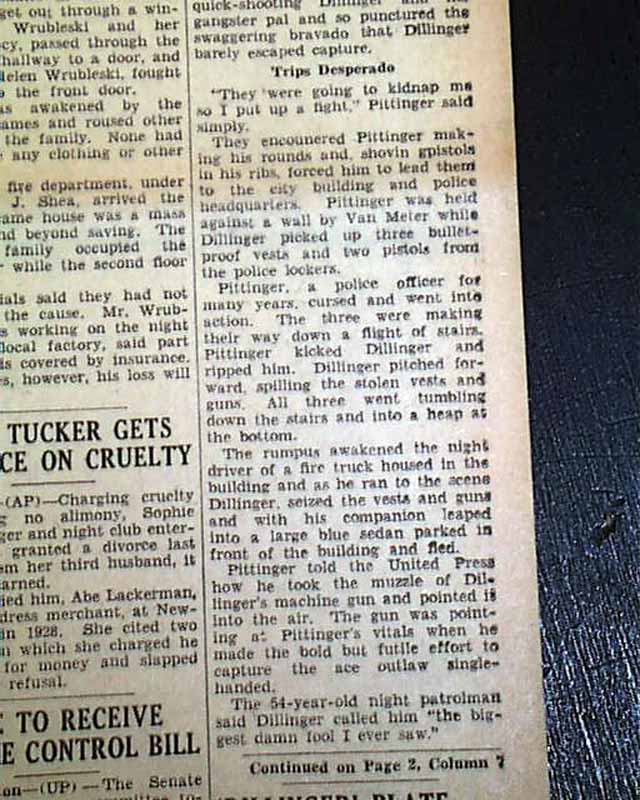 get out through a win-
Wrubleski and her
cy, passed through the
hallway to a door, and
elen Wrubleski, fought
the front door.
as awakened by the
ames and roused other
the family. None had
any clothing or other
fire department, under
J. Shea, arrived the
ame house was a mass
nd beyond saving. The
family occupied the
while the second floor
ials said they had not
the cause. Mr. Wrub-
s working on the night
local factory, said part
is covered by insurance.
s, however, his loss will
TUCKER GETS
CE ON CRUELTY
-(AP)-Charging cruelty
g no alimony, Sophie
ger and night club enter-
granted a divorce last
om her third husband, it
arned.
ied him, Abe Lackerman,
dress merchant, at New-
in 1928. She cited two
n which she charged he
for money and slapped
refusal.
E TO RECEIVE
E CONTROL BILL
on-(UP)-The Senate
quick-shooting Dillinger and
gangster pal and so punctured the
swaggering bravado that Dillinger
barely escaped capture.
Trips Desperado
"They were going to kidnap me
so I put up a fight," Pittinger said
simply.
They encounered Pittinger mak-
ing his rounds and, shovin gpistols
in his ribs, forced him to lead them
to the city building and police
headquarters. Pittinger was held
against a wall by Van Meter while
Dillinger picked up three bullet-
proof vests and two pistols from
the police lockers.
Pittinger, a police officer for
many years, cursed and went into
action. The three were making
their way down a flight of stairs.
Pittinger kicked Dillinger and
ripped him. Dillinger pitched for-
ward, spilling the stolen vests and
guns. All three went tumbling
down the stairs and into a heap at
the bottom.
The rumpus awakened the night
driver of a fire truck housed in the
building and as he ran to the scene
Dillinger, seized the vests and guns
and with his companion leaped
into a large blue sedan parked in
front of the building and fled.
Pittinger told the United Press
how he took the muzzle of Dil-
linger's machine gun and pointed it
into the air. The gun was point-
ing at Pittinger's vitals when he
made the bold but futile effort to
capture the ace outlaw single-
handed.
The 54-year-old night patrolman
said Dillinger called him "the big-
gest damn fool I ever saw."
Continued on Page 2, Column 7